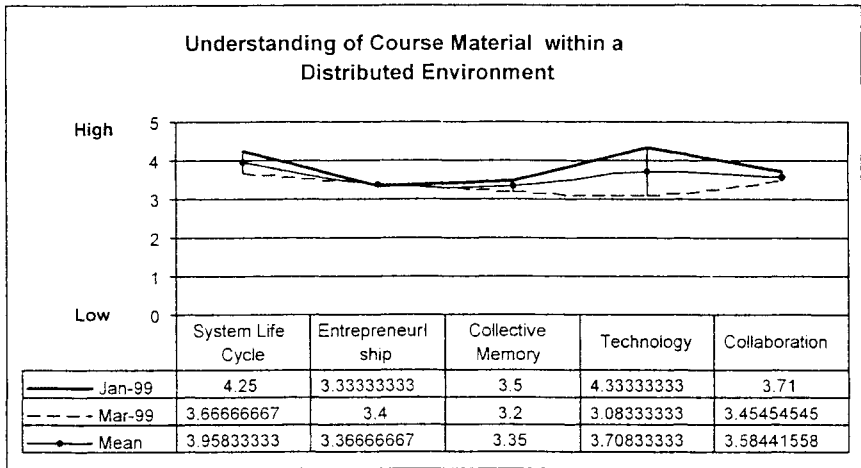 Understanding of Course Material within a
Distributed Environment
High
5
4
3
2
1
Low 0
System Life Entrepreneurl Collective Technology Collaboration
Cycle ship Memory
Jan-99 4.25 3.33333333 3.5 4.33333333 3.71
Mar-99 3.66666667 3.4 3.2 3.08333333 3.45454545
Mean 3.95833333 3.36666667 3.35 3.70833333 3.58441558